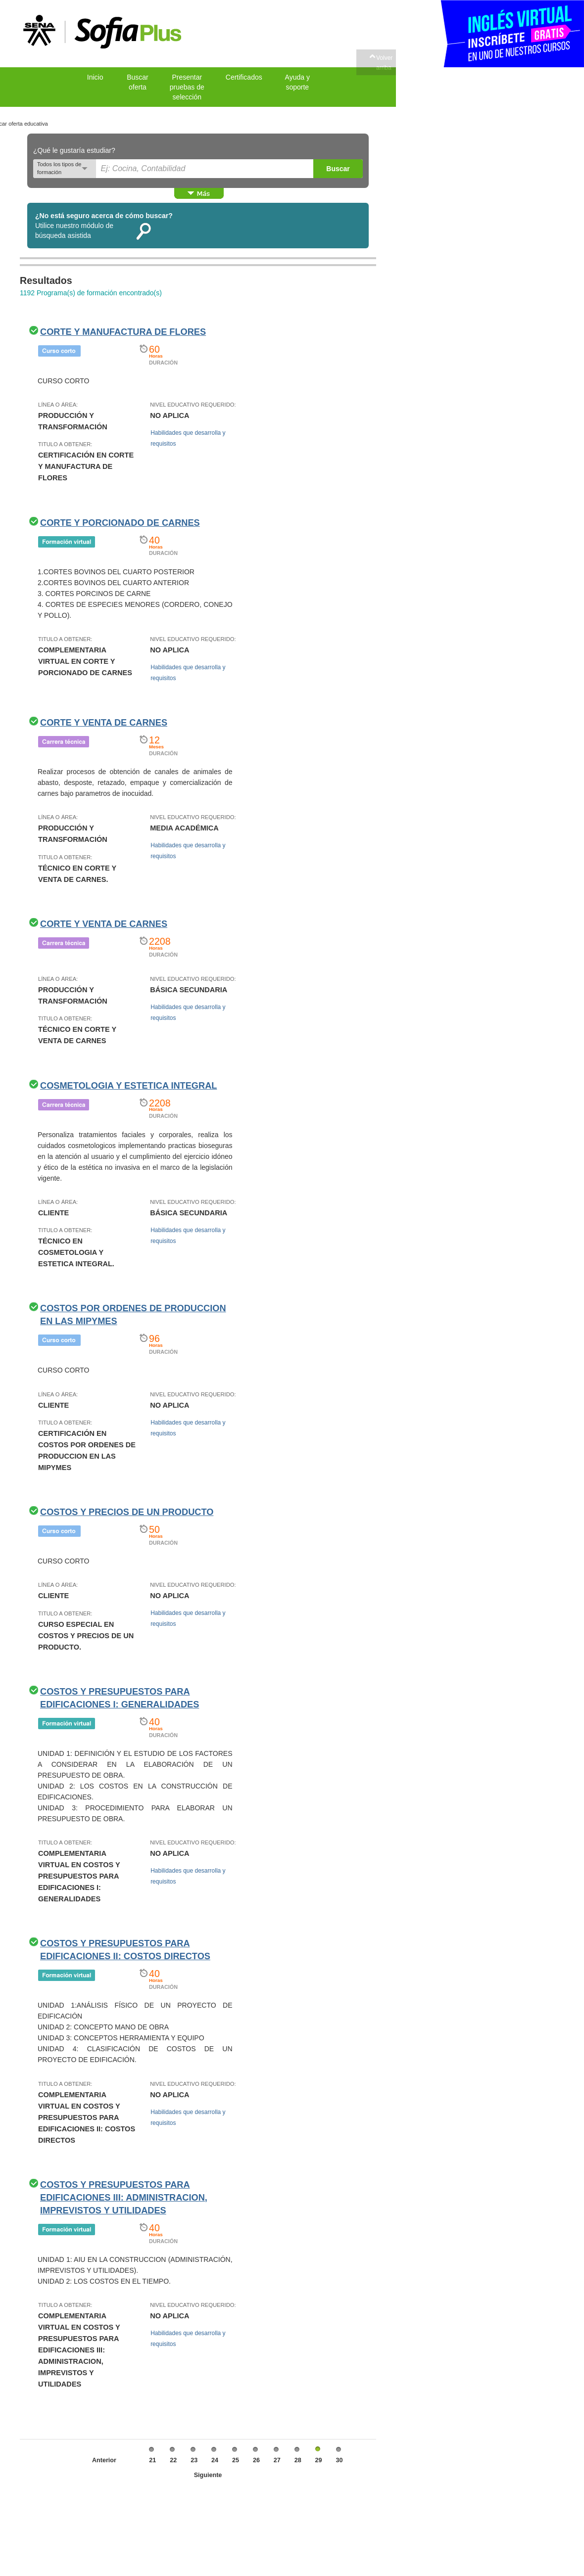 SENA
Sofia Plus
INGLÉS VIRTUAL
INSCRÍBETE GRATIS
EN UNO DE NUESTROS CURSOS
Inicio
Buscar
oferta
Presentar
pruebas de
selección
Certificados
Ayuda y
soporte
car oferta educativa
¿Qué le gustaría estudiar?
Todos los tipos de
formación
Ej: Cocina, Contabilidad
Buscar
Más
¿No está seguro acerca de cómo buscar?
Utilice nuestro módulo de
búsqueda asistida
Resultados
1192 Programa(s) de formación encontrado(s)
CORTE Y MANUFACTURA DE FLORES
Curso corto
60
Horas
DURACIÓN
CURSO CORTO
LÍNEA O ÁREA:
PRODUCCIÓN Y
TRANSFORMACIÓN
TITULO A OBTENER:
CERTIFICACIÓN EN CORTE
Y MANUFACTURA DE
FLORES
NIVEL EDUCATIVO REQUERIDO:
NO APLICA
Habilidades que desarrolla y
requisitos
CORTE Y PORCIONADO DE CARNES
Formación virtual
40
Horas
DURACIÓN
1.CORTES BOVINOS DEL CUARTO POSTERIOR
2.CORTES BOVINOS DEL CUARTO ANTERIOR
3. CORTES PORCINOS DE CARNE
4. CORTES DE ESPECIES MENORES (CORDERO, CONEJO
Y POLLO).
TITULO A OBTENER:
COMPLEMENTARIA
VIRTUAL EN CORTE Y
PORCIONADO DE CARNES
NIVEL EDUCATIVO REQUERIDO:
NO APLICA
Habilidades que desarrolla y
requisitos
CORTE Y VENTA DE CARNES
Carrera técnica
12
Meses
DURACIÓN
Realizar procesos de obtención de canales de animales de
abasto, desposte, retazado, empaque y comercialización de
carnes bajo parametros de inocuidad.
LÍNEA O ÁREA:
PRODUCCIÓN Y
TRANSFORMACIÓN
TITULO A OBTENER:
TÉCNICO EN CORTE Y
VENTA DE CARNES.
NIVEL EDUCATIVO REQUERIDO:
MEDIA ACADÉMICA
Habilidades que desarrolla y
requisitos
CORTE Y VENTA DE CARNES
Carrera técnica
2208
Horas
DURACIÓN
LÍNEA O ÁREA:
PRODUCCIÓN Y
TRANSFORMACIÓN
TITULO A OBTENER:
TÉCNICO EN CORTE Y
VENTA DE CARNES
NIVEL EDUCATIVO REQUERIDO:
BÁSICA SECUNDARIA
Habilidades que desarrolla y
requisitos
COSMETOLOGIA Y ESTETICA INTEGRAL
Carrera técnica
2208
Horas
DURACIÓN
Personaliza tratamientos faciales y corporales, realiza los
cuidados cosmetologicos implementando practicas bioseguras
en la atención al usuario y el cumplimiento del ejercicio idóneo
y ético de la estética no invasiva en el marco de la legislación
vigente.
LÍNEA O ÁREA:
CLIENTE
TITULO A OBTENER:
TÉCNICO EN
COSMETOLOGIA Y
ESTETICA INTEGRAL.
NIVEL EDUCATIVO REQUERIDO:
BÁSICA SECUNDARIA
Habilidades que desarrolla y
requisitos
COSTOS POR ORDENES DE PRODUCCION
EN LAS MIPYMES
Curso corto
96
Horas
DURACIÓN
CURSO CORTO
LÍNEA O ÁREA:
CLIENTE
TITULO A OBTENER:
CERTIFICACIÓN EN
COSTOS POR ORDENES DE
PRODUCCION EN LAS
MIPYMES
NIVEL EDUCATIVO REQUERIDO:
NO APLICA
Habilidades que desarrolla y
requisitos
COSTOS Y PRECIOS DE UN PRODUCTO
Curso corto
50
Horas
DURACIÓN
CURSO CORTO
LÍNEA O ÁREA:
CLIENTE
TITULO A OBTENER:
CURSO ESPECIAL EN
COSTOS Y PRECIOS DE UN
PRODUCTO.
NIVEL EDUCATIVO REQUERIDO:
NO APLICA
Habilidades que desarrolla y
requisitos
COSTOS Y PRESUPUESTOS PARA
EDIFICACIONES I: GENERALIDADES
Formación virtual
40
Horas
DURACIÓN
UNIDAD 1: DEFINICIÓN Y EL ESTUDIO DE LOS FACTORES
A CONSIDERAR EN LA ELABORACIÓN DE UN
PRESUPUESTO DE OBRA.
UNIDAD 2: LOS COSTOS EN LA CONSTRUCCIÓN DE
EDIFICACIONES.
UNIDAD 3: PROCEDIMIENTO PARA ELABORAR UN
PRESUPUESTO DE OBRA.
TITULO A OBTENER:
COMPLEMENTARIA
VIRTUAL EN COSTOS Y
PRESUPUESTOS PARA
EDIFICACIONES I:
GENERALIDADES
NIVEL EDUCATIVO REQUERIDO:
NO APLICA
Habilidades que desarrolla y
requisitos
COSTOS Y PRESUPUESTOS PARA
EDIFICACIONES II: COSTOS DIRECTOS
Formación virtual
40
Horas
DURACIÓN
UNIDAD 1:ANÁLISIS FÍSICO DE UN PROYECTO DE
EDIFICACIÓN
UNIDAD 2: CONCEPTO MANO DE OBRA
UNIDAD 3: CONCEPTOS HERRAMIENTA Y EQUIPO
UNIDAD 4: CLASIFICACIÓN DE COSTOS DE UN
PROYECTO DE EDIFICACIÓN.
TITULO A OBTENER:
COMPLEMENTARIA
VIRTUAL EN COSTOS Y
PRESUPUESTOS PARA
EDIFICACIONES II: COSTOS
DIRECTOS
NIVEL EDUCATIVO REQUERIDO:
NO APLICA
Habilidades que desarrolla y
requisitos
COSTOS Y PRESUPUESTOS PARA
EDIFICACIONES III: ADMINISTRACION,
IMPREVISTOS Y UTILIDADES
Formación virtual
40
Horas
DURACIÓN
UNIDAD 1: AIU EN LA CONSTRUCCION (ADMINISTRACIÓN,
IMPREVISTOS Y UTILIDADES).
UNIDAD 2: LOS COSTOS EN EL TIEMPO.
TITULO A OBTENER:
COMPLEMENTARIA
VIRTUAL EN COSTOS Y
PRESUPUESTOS PARA
EDIFICACIONES III:
ADMINISTRACION,
IMPREVISTOS Y
UTILIDADES
NIVEL EDUCATIVO REQUERIDO:
NO APLICA
Habilidades que desarrolla y
requisitos
Anterior 21 22 23 24 25 26 27 28 29 30
Siguiente